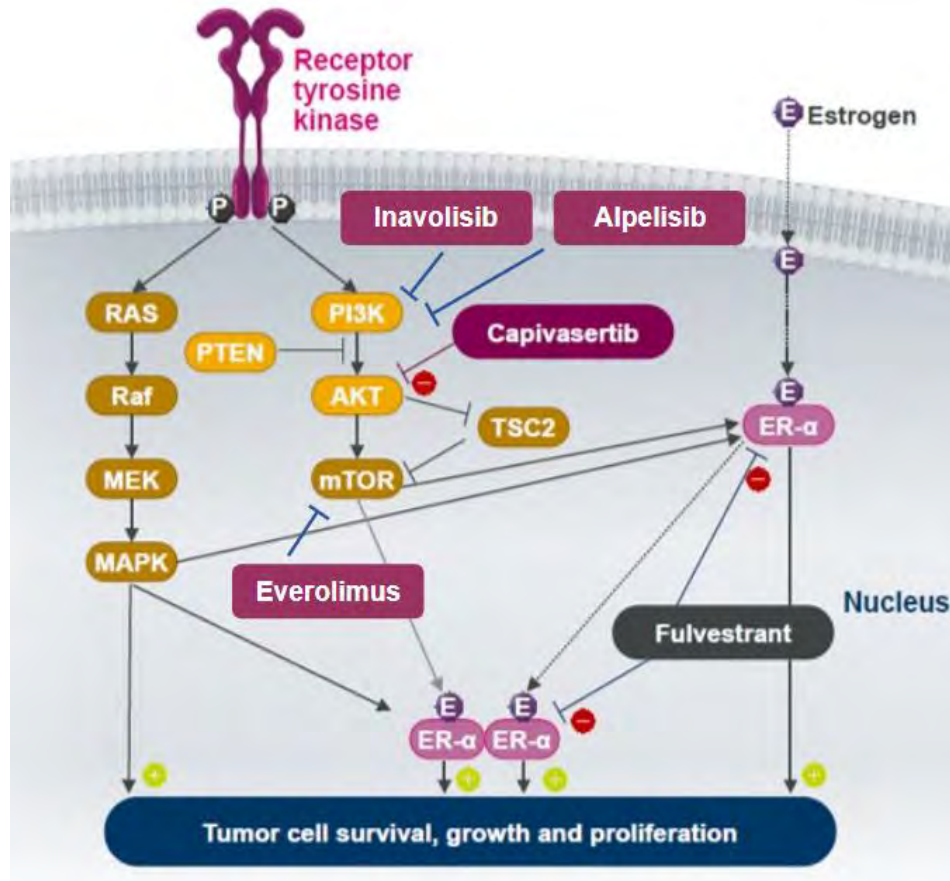 Receptor
tyrosine
kinase
E
Estrogen
P
P
Inavolisib
Alpelisib
E
RAS
PI3K
Capivasertib
PTEN
E
Raf
AKT
−
ER-α
TSC2
MEK
mTOR
−
MAPK
Everolimus
Nucleus
Fulvestrant
E
E
−
ER-α
ER-α
+
+
+
+
Tumor cell survival, growth and proliferation